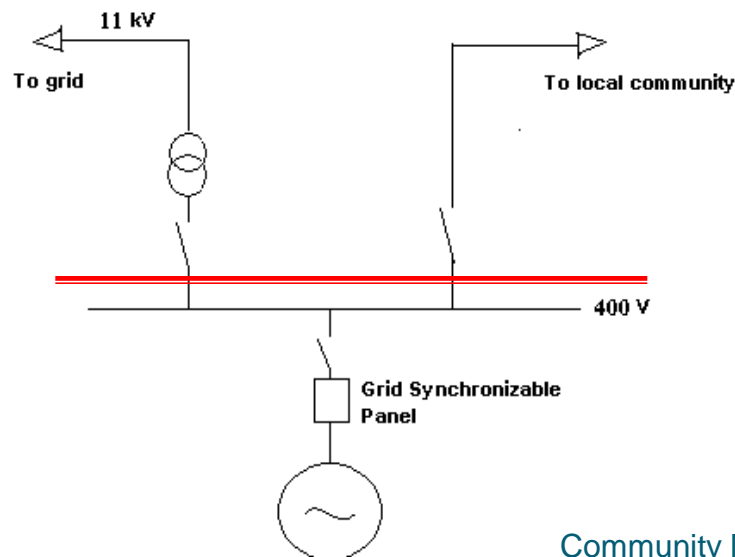 11 kV
To grid
To local community
400 V
Grid Synchronizable
Panel
Community